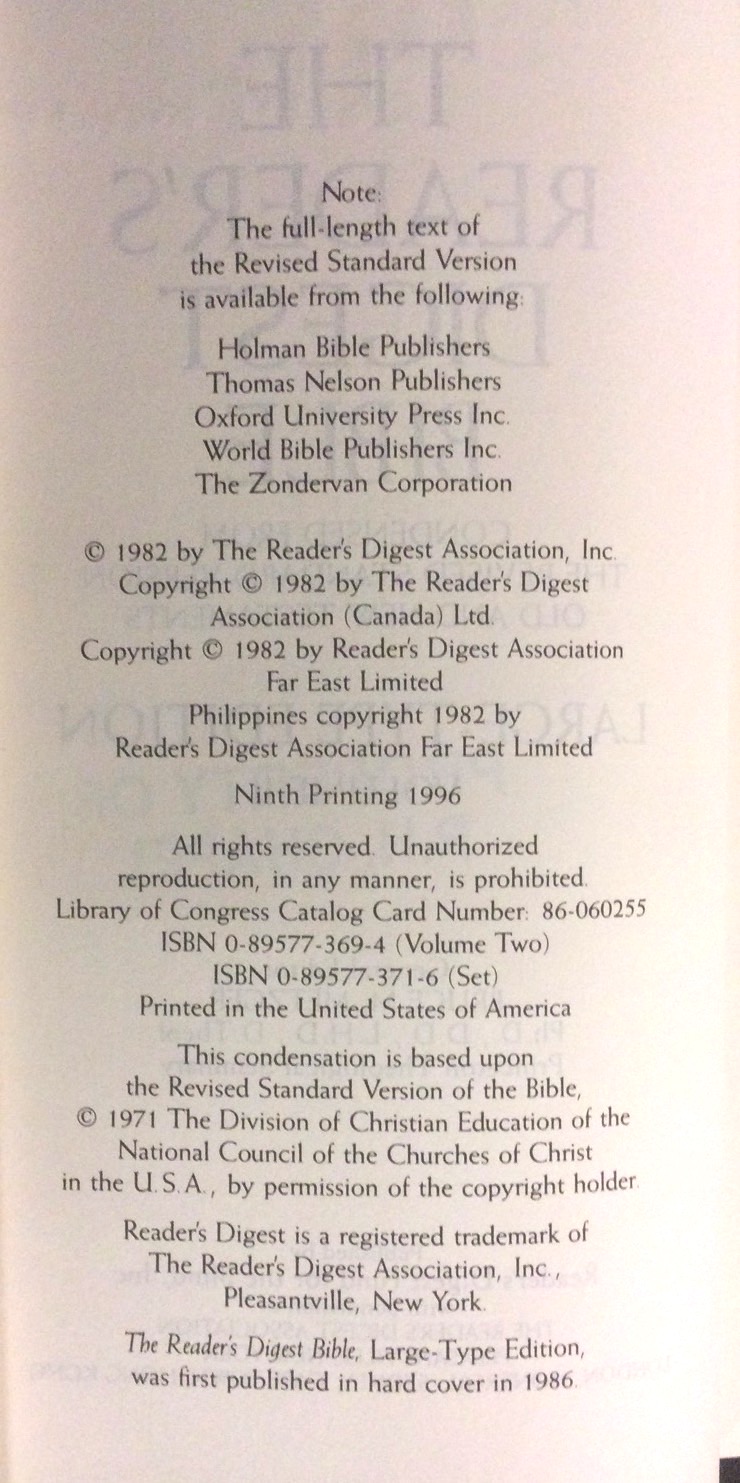 Note:
The full-length text of
the Revised Standard Version
is available from the following:
Holman Bible Publishers
Thomas Nelson Publishers
Oxford University Press Inc.
World Bible Publishers Inc.
The Zondervan Corporation
© 1982 by The Reader's Digest Association, Inc.
Copyright © 1982 by The Reader's Digest
Association (Canada) Ltd.
Copyright © 1982 by Reader's Digest Association
Far East Limited
Philippines copyright 1982 by
Reader's Digest Association Far East Limited
Ninth Printing 1996
All rights reserved. Unauthorized
reproduction, in any manner, is prohibited.
Library of Congress Catalog Card Number: 86-060255
ISBN 0-89577-369-4 (Volume Two)
ISBN 0-89577-371-6 (Set)
Printed in the United States of America
This condensation is based upon
the Revised Standard Version of the Bible,
© 1971 The Division of Christian Education of the
National Council of the Churches of Christ
in the U.S.A., by permission of the copyright holder.
Reader's Digest is a registered trademark of
The Reader's Digest Association, Inc.,
Pleasantville, New York.
The Reader's Digest Bible, Large-Type Edition,
was first published in hard cover in 1986.